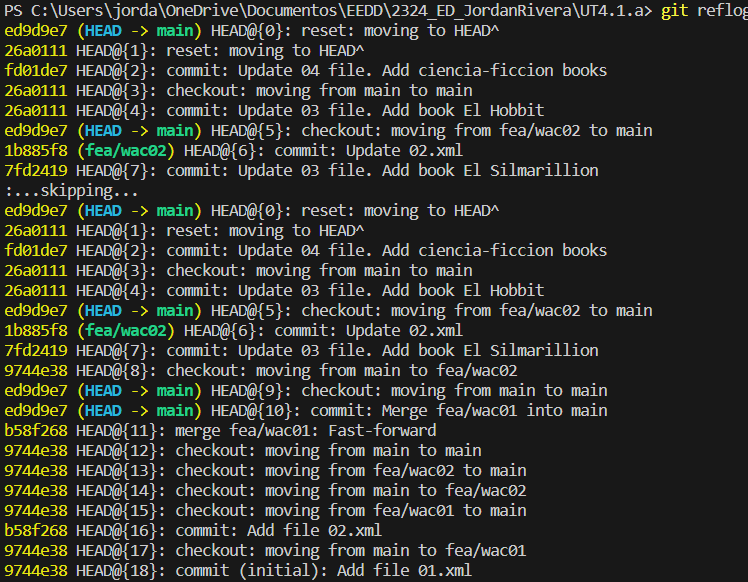 PS C:\Users\jorda\OneDrive\Documentos\EEDD\2324_ED_JordanRivera\UT4.1.a> git reflog
ed9d9e7 (HEAD -> main) HEAD@{0}: reset: moving to HEAD^
26a0111 HEAD@{1}: reset: moving to HEAD^
fd01de7 HEAD@{2}: commit: Update 04 file. Add ciencia-ficcion books
26a0111 HEAD@{3}: checkout: moving from main to main
26a0111 HEAD@{4}: commit: Update 03 file. Add book El Hobbit
ed9d9e7 (HEAD -> main) HEAD@{5}: checkout: moving from fea/wac02 to main
1b885f8 (fea/wac02) HEAD@{6}: commit: Update 02.xml
7fd2419 HEAD@{7}: commit: Update 03 file. Add book El Silmarillion
:...skipping...
ed9d9e7 (HEAD -> main) HEAD@{0}: reset: moving to HEAD^
26a0111 HEAD@{1}: reset: moving to HEAD^
fd01de7 HEAD@{2}: commit: Update 04 file. Add ciencia-ficcion books
26a0111 HEAD@{3}: checkout: moving from main to main
26a0111 HEAD@{4}: commit: Update 03 file. Add book El Hobbit
ed9d9e7 (HEAD -> main) HEAD@{5}: checkout: moving from fea/wac02 to main
1b885f8 (fea/wac02) HEAD@{6}: commit: Update 02.xml
7fd2419 HEAD@{7}: commit: Update 03 file. Add book El Silmarillion
9744e38 HEAD@{8}: checkout: moving from main to fea/wac02
ed9d9e7 (HEAD -> main) HEAD@{9}: checkout: moving from main to main
ed9d9e7 (HEAD -> main) HEAD@{10}: commit: Merge fea/wac01 into main
b58f268 HEAD@{11}: merge fea/wac01: Fast-forward
9744e38 HEAD@{12}: checkout: moving from main to main
9744e38 HEAD@{13}: checkout: moving from fea/wac02 to main
9744e38 HEAD@{14}: checkout: moving from main to fea/wac02
9744e38 HEAD@{15}: checkout: moving from fea/wac01 to main
b58f268 HEAD@{16}: commit: Add file 02.xml
9744e38 HEAD@{17}: checkout: moving from main to fea/wac01
9744e38 HEAD@{18}: commit (initial): Add file 01.xml